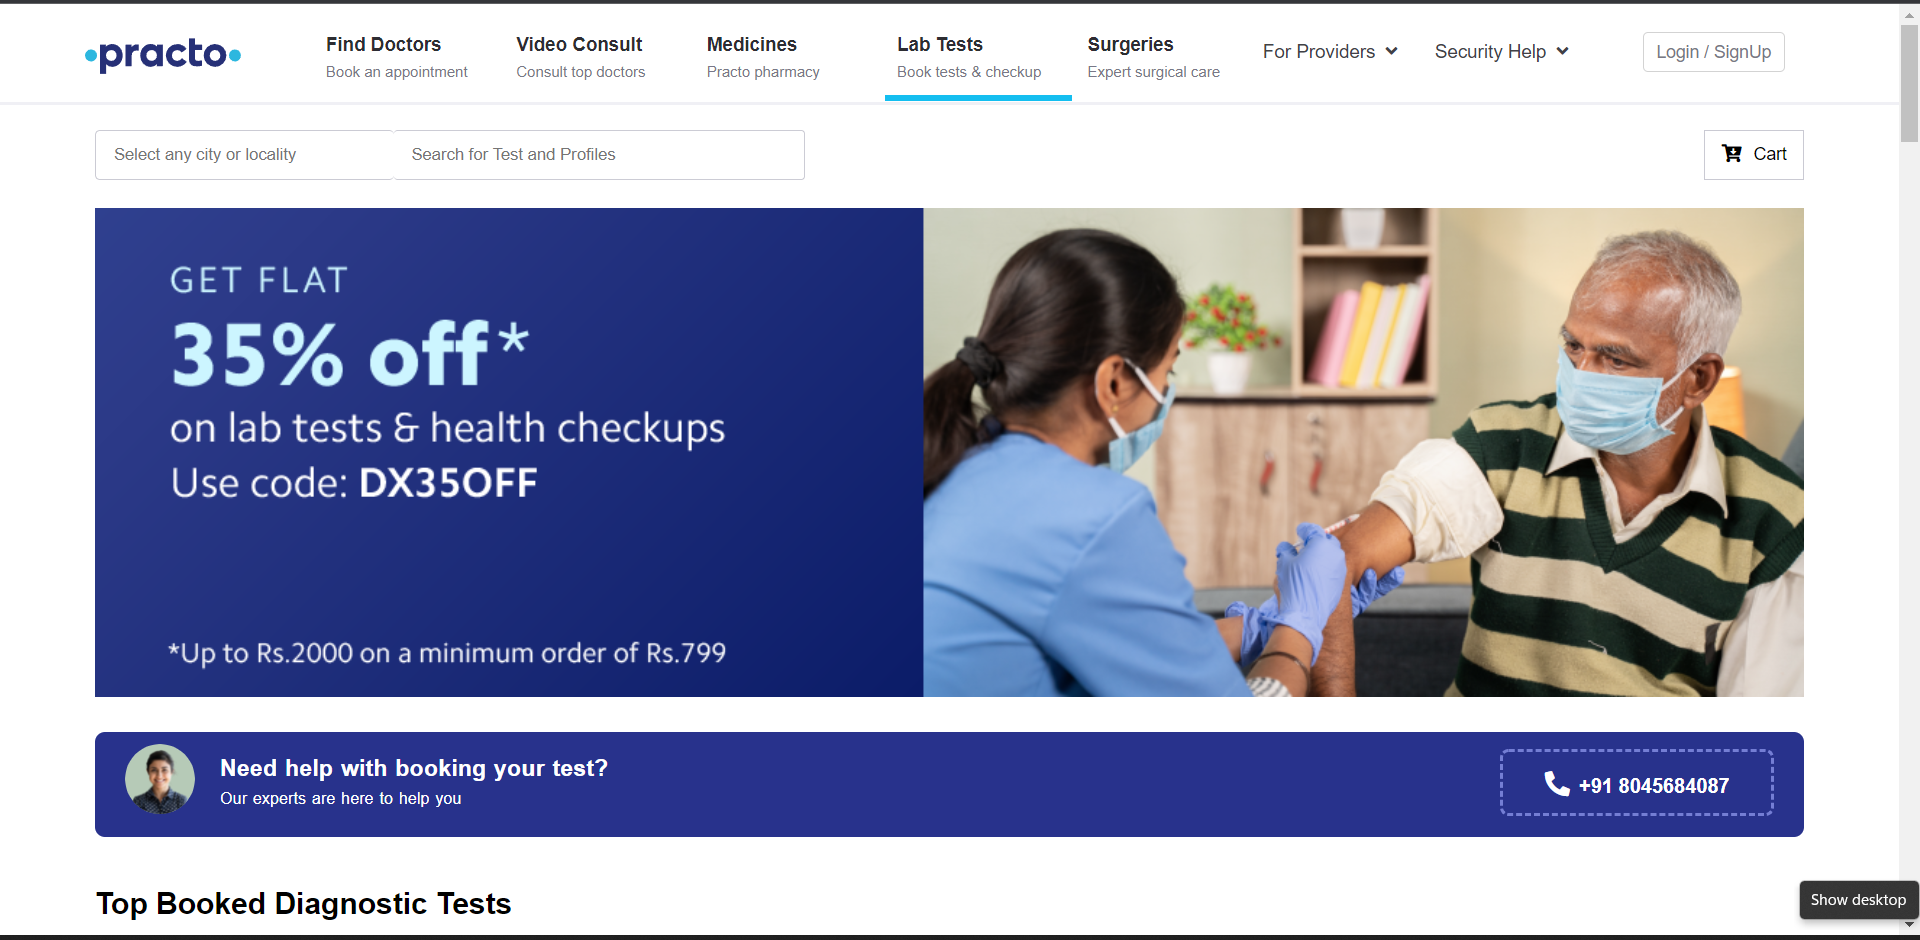 practo
Find Doctors
Book an appointment
Video Consult
Consult top doctors
Medicines
Practo pharmacy
Lab Tests
Book tests & checkup
Surgeries
Expert surgical care
For Providers
Security Help
Login / SignUp
Select any city or locality
Search for Test and Profiles
Cart
GET FLAT
35% off*
on lab tests & health checkups
Use code: DX35OFF
*Up to Rs.2000 on a minimum order of Rs.799
Need help with booking your test?
Our experts are here to help you
+91 8045684087
Top Booked Diagnostic Tests
Show desktop